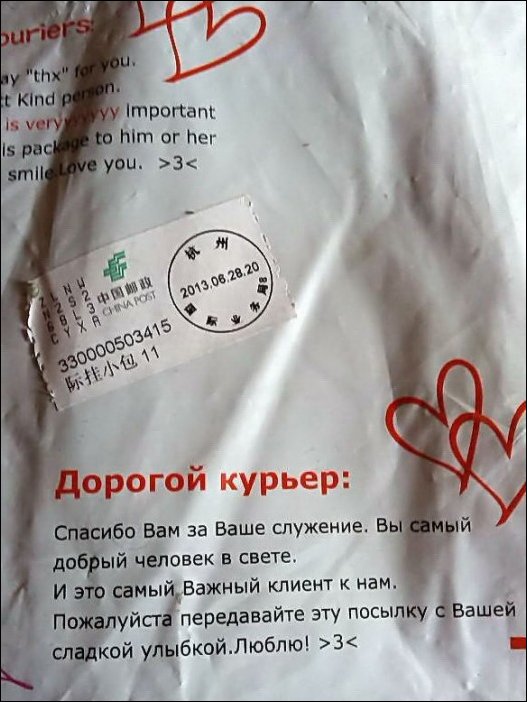 ouriers:
ay "thx" for you.
t Kind person.
is veryyyyyyy important
is package to him or her
smile.Love you. >3<
中国邮政
CHINA POST
杭 州
2013.06.28.20
330000503415
际挂小包 11
Дорогой курьер:
Спасибо Вам за Ваше служение. Вы самый
добрый человек в свете.
И это самый Важный клиент к нам.
Пожалуйста передавайте эту посылку с Вашей
сладкой улыбкой.Люблю! >3<